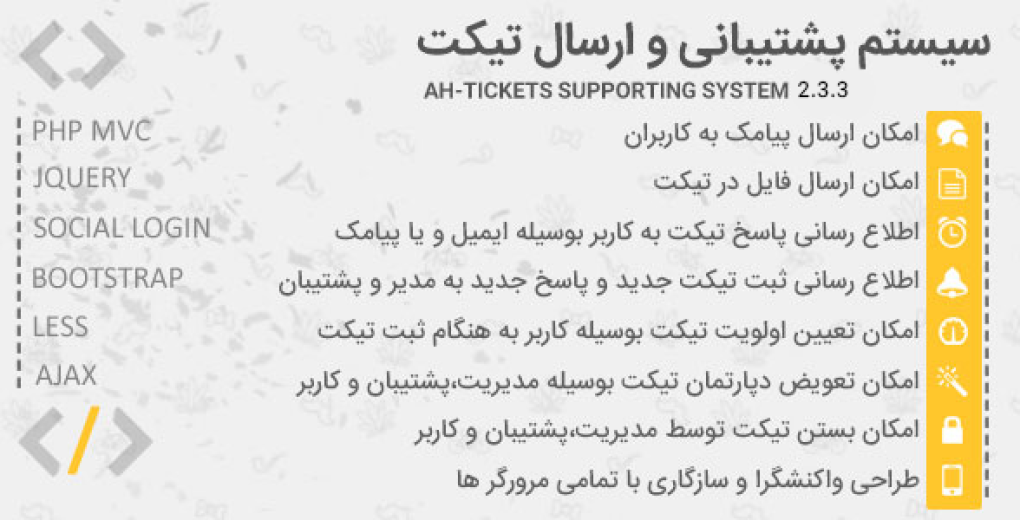 سیستم پشتیبانی و ارسال تیکت
AH-TICKETS SUPPORTING SYSTEM 2.3.3
امکان ارسال پیامک به کاربران
امکان ارسال فایل در تیکت
اطلاع رسانی پاسخ تیکت به کاربر بوسیله ایمیل و یا پیامک
اطلاع رسانی ثبت تیکت جدید و پاسخ جدید به مدیر و پشتیبان
امکان تعیین اولویت تیکت بوسیله کاربر به هنگام ثبت تیکت
امکان تعویض دپارتمان تیکت بوسیله مدیریت،پشتیبان و کاربر
امکان بستن تیکت توسط مدیریت،پشتیبان و کاربر
طراحی واکنشگرا و سازگاری با تمامی مرورگر ها
PHP MVC
JQUERY
SOCIAL LOGIN
BOOTSTRAP
LESS
AJAX